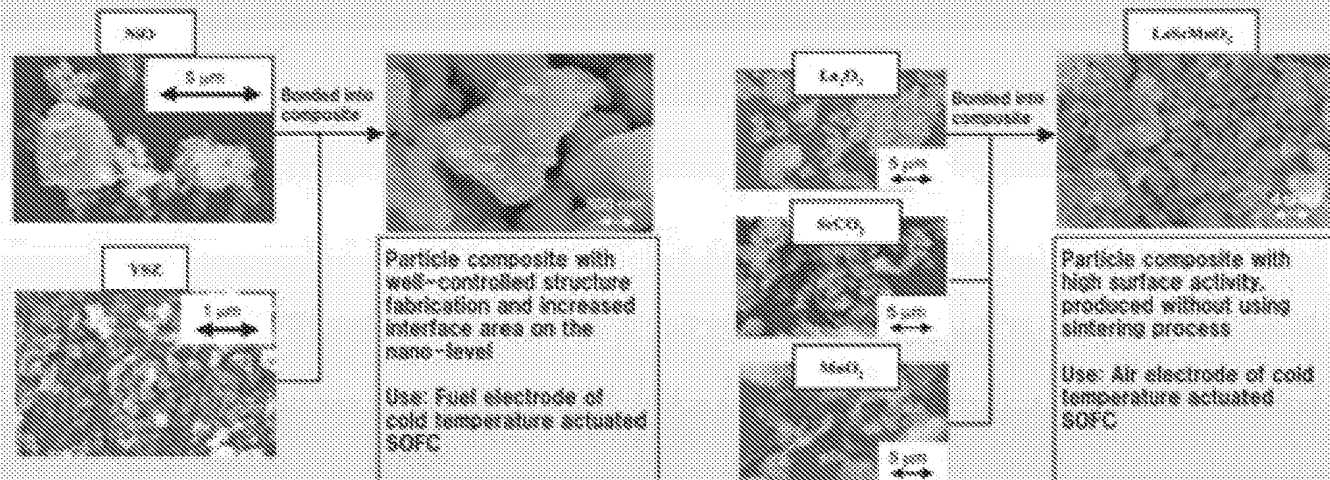 NiO
5 μm
Bonded into
composite
YSZ
1 μm
Particle composite with
well-controlled structure
fabrication and increased
interface area on the
nano-level
Use: Fuel electrode of
cold temperature actuated
SOFC
La₂O₃
5 μm
SrCO₃
5 μm
MnO₂
5 μm
Bonded into
composite
LaSrMnO₃
Particle composite with
high surface activity,
produced without using
sintering process
Use: Air electrode of cold
temperature actuated
SOFC